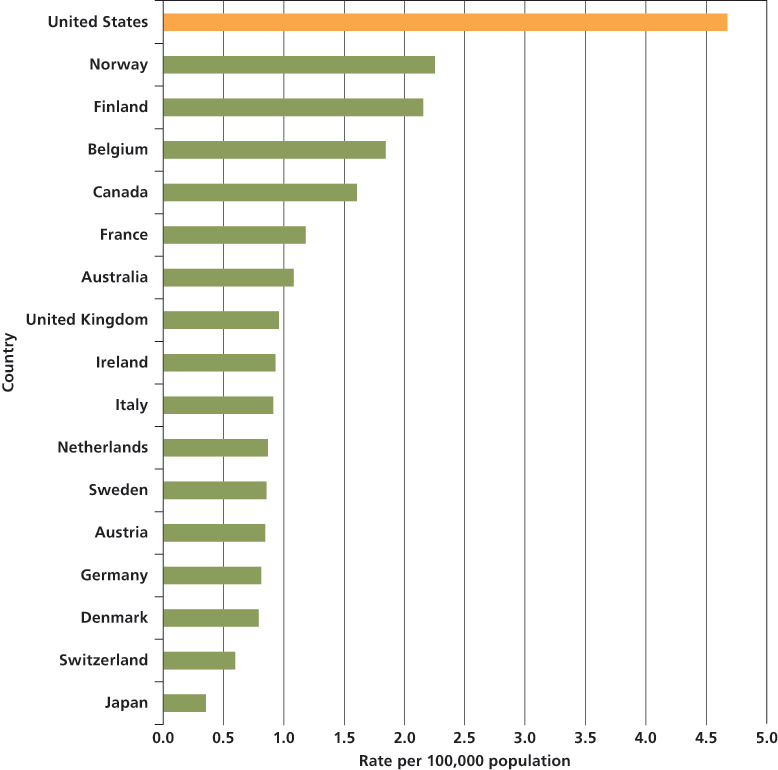 United States
Norway
Finland
Belgium
Canada
France
Australia
United Kingdom
Ireland
Italy
Netherlands
Sweden
Austria
Germany
Denmark
Switzerland
Japan
Country
0.0 0.5 1.0 1.5 2.0 2.5 3.0 3.5 4.0 4.5 5.0
Rate per 100,000 population